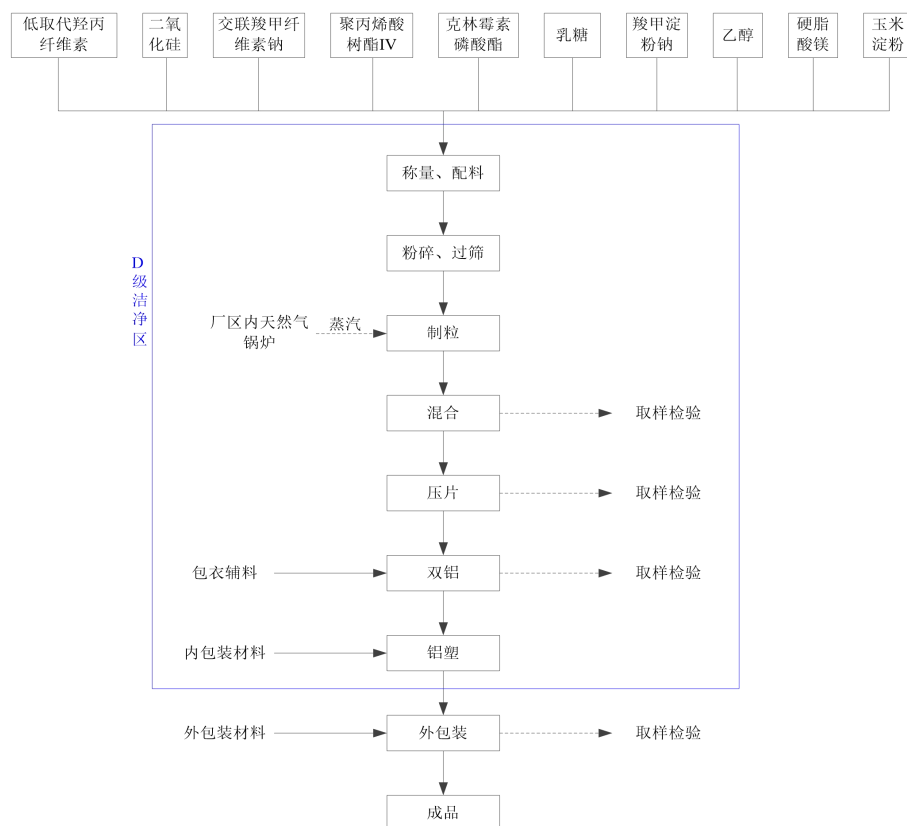 低取代羟丙
纤维素
二氧
化硅
交联羧甲纤
维素钠
聚丙烯酸
树酯IV
克林霉素
磷酸酯
乳糖
羧甲淀
粉钠
乙醇
硬脂
酸镁
玉米
淀粉
称量、配料
粉碎、过筛
D
级
洁
净
区
厂区内天然气
锅炉
蒸汽
制粒
混合
取样检验
压片
取样检验
包衣辅料
双铝
取样检验
内包装材料
铝塑
外包装材料
外包装
取样检验
成品